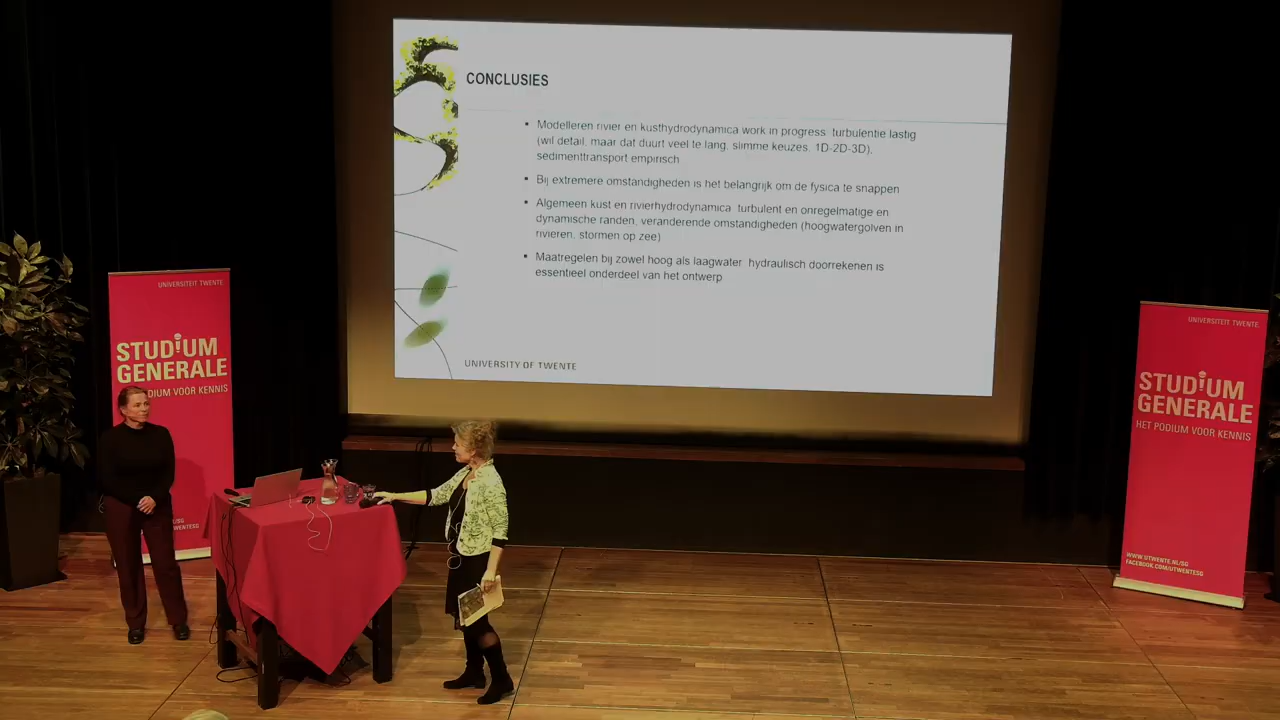 CONCLUSIES
▪ Modelleren rivier en kusthydrodynamica work in progress turbulentie lastig
(wil detail, maar dat duurt veel te lang, slimme keuzes, 1D-2D-3D),
sedimenttransport empirisch
▪ Bij extremere omstandigheden is het belangrijk om de fysica te snappen
▪ Algemeen kust en rivierhydrodynamica turbulent en onregelmatige en
dynamische randen, veranderende omstandigheden (hoogwatergolven in
rivieren, stormen op zee)
▪ Maatregelen bij zowel hoog als laagwater hydraulisch doorrekenen is
essentieel onderdeel van het ontwerp
UNIVERSITY OF TWENTE
UNIVERSITEIT TWENTE
STUDIUM
GENERALE
DIUM VOOR KENNIS
UNIVERSITEIT TWENTE
STUDIUM
GENERALE
HET PODIUM VOOR KENNIS
WWW.UTWENTE.NL/SG
FACEBOOK.COM/UTWENTESG